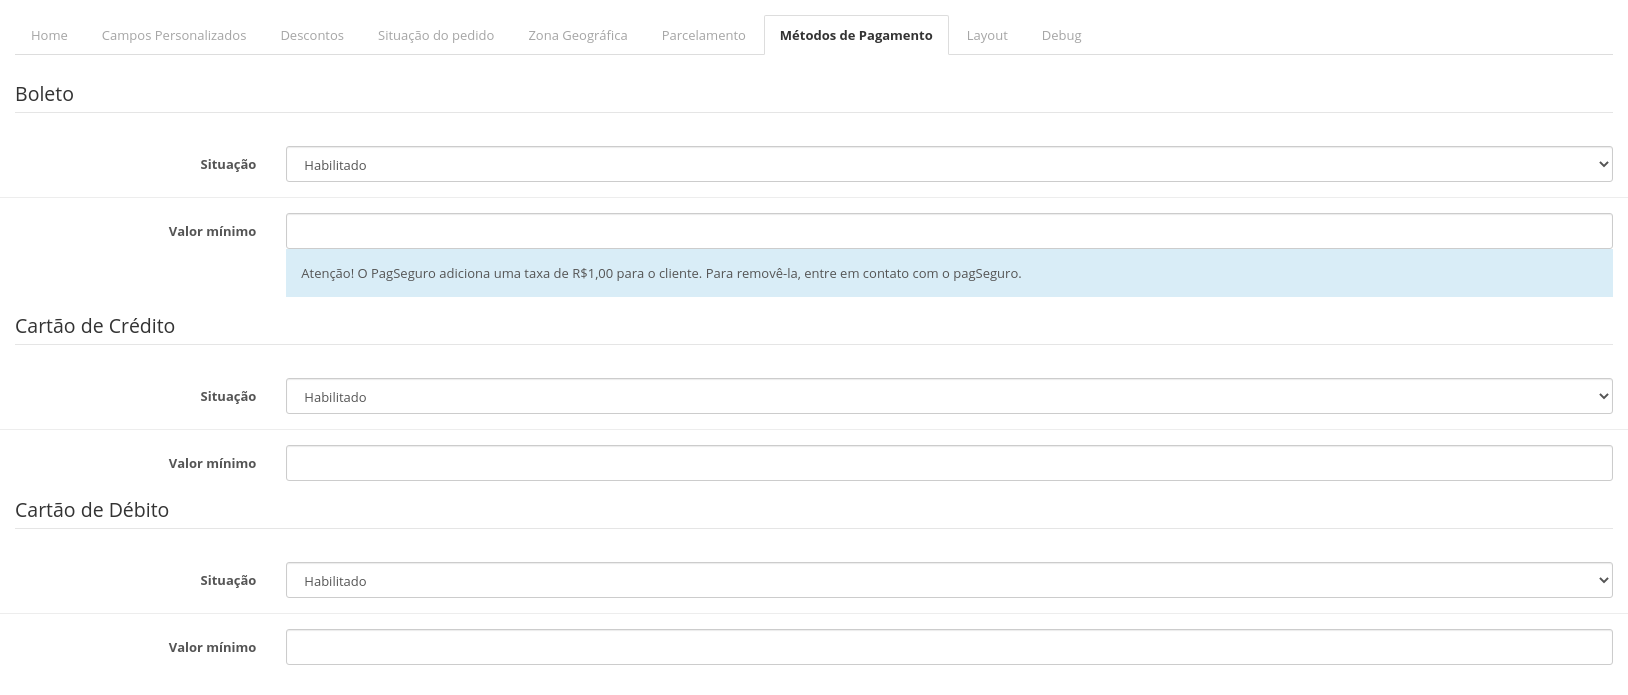 Home Campos Personalizados Descontos Situação do pedido Zona Geográfica Parcelamento Métodos de Pagamento Layout Debug
Boleto
Situação Habilitado
Valor mínimo
Atenção! O PagSeguro adiciona uma taxa de R$1,00 para o cliente. Para removê-la, entre em contato com o pagSeguro.
Cartão de Crédito
Situação Habilitado
Valor mínimo
Cartão de Débito
Situação Habilitado
Valor mínimo